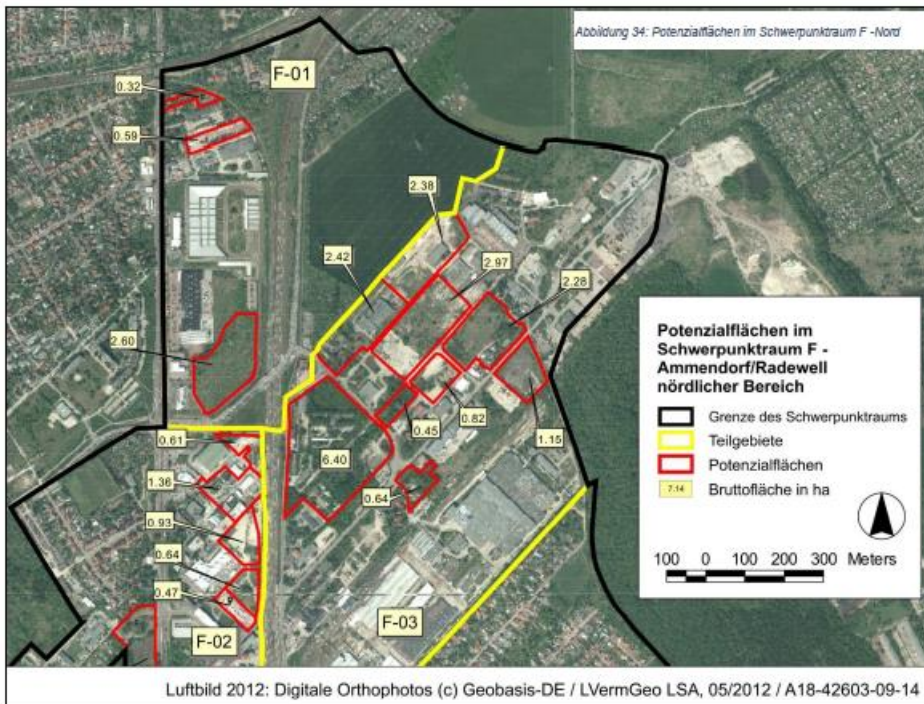 Abbildung 34: Potenzialflächen im Schwerpunktraum F -Nord
F-01
0.32
0.59
2.38
2.42
2.97
2.28
2.60
Potenzialflächen im
Schwerpunktraum F -
Ammendorf/Radewell
nördlicher Bereich
Grenze des Schwerpunktraums
Teilgebiete
Potenzialflächen
7.14 Bruttofläche in ha
100 0 100 200 300 Meters
0.82
0.45
1.15
0.61
6.40
1.36
0.64
0.93
0.64
0.47
F-02
F-03
Luftbild 2012: Digitale Orthophotos (c) Geobasis-DE / LVermGeo LSA, 05/2012 / A18-42603-09-14